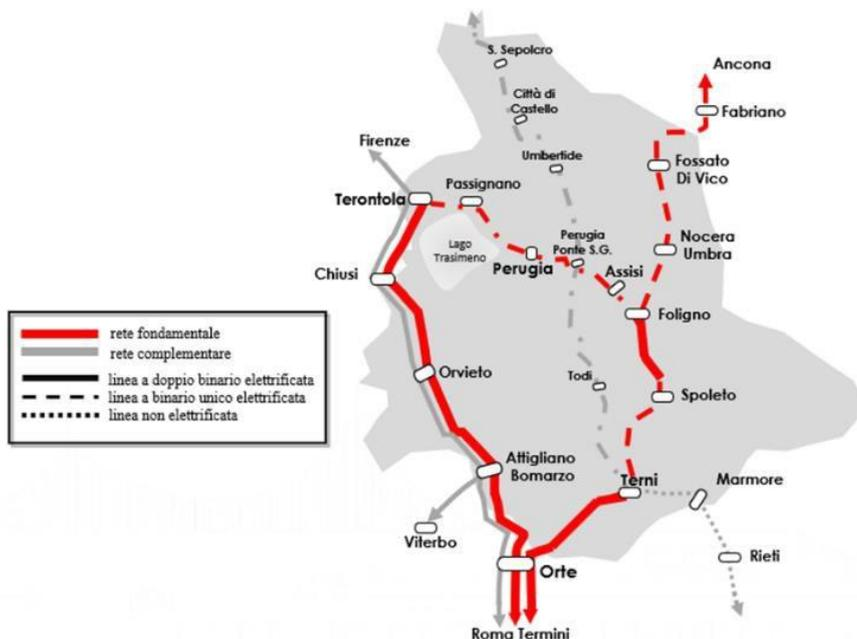 S. Sepolcro
Ancona
Città di
Castello
Fabriano
Firenze
Umbertide
Fossato
Di Vico
Passignano
Terontola
Perugia
Ponte S.G.
Lago
Trasimeno
Perugia
Assisi
Nocera
Umbra
Chiusi
Foligno
rete fondamentale
rete complementare
linea a doppio binario elettrificata
linea a binario unico elettrificata
linea non elettrificata
Orvieto
Todi
Spoleto
Attigliano
Bomarzo
Terni
Marmore
Viterbo
Orte
Rieti
Roma Termini